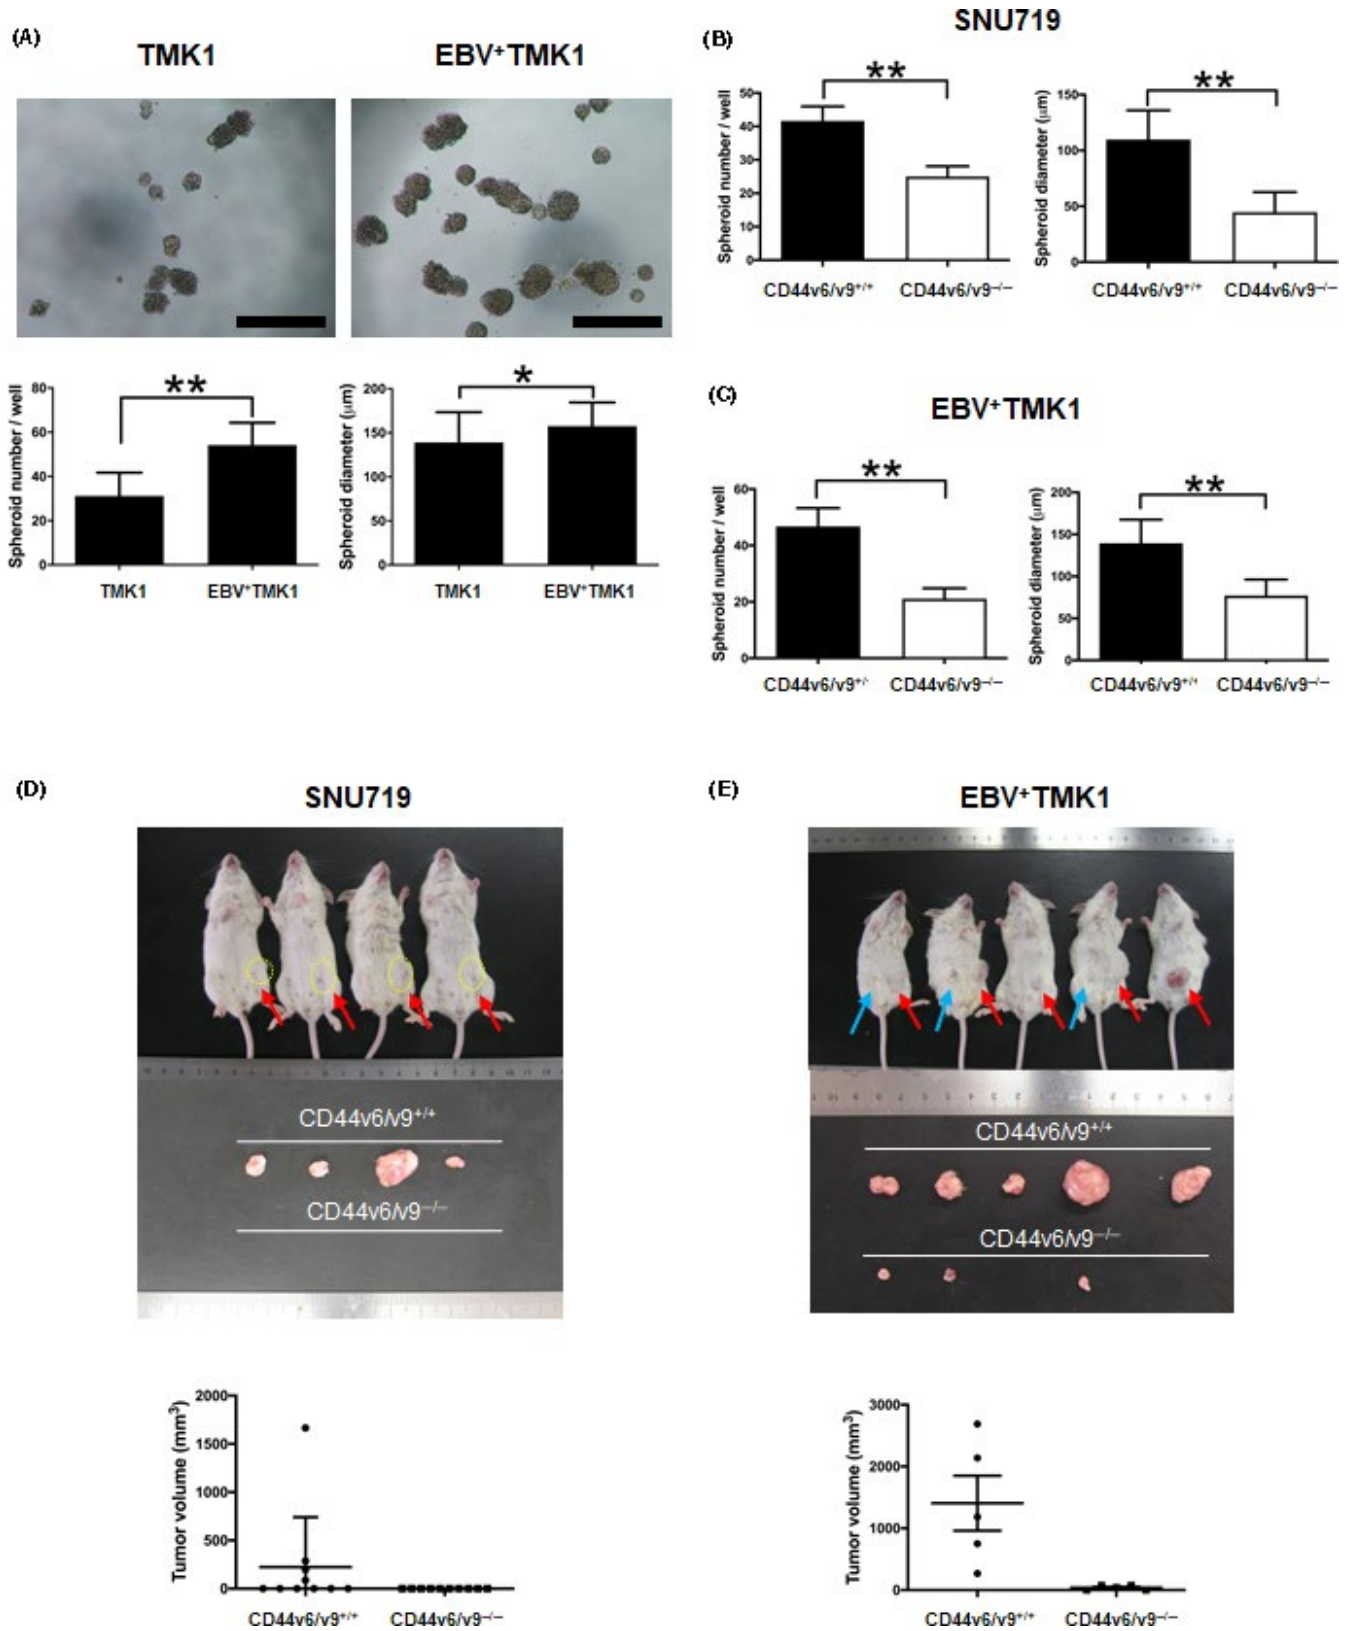 (A)
TMK1
EBV⁺TMK1
Spheroid number / well
80
60
40
20
0
**
TMK1
EBV⁺TMK1
Spheroid diameter (μm)
200
150
100
50
0
*
TMK1
EBV⁺TMK1
(B)
SNU719
Spheroid number / well
50
40
30
20
10
0
**
CD44v6/v9⁺/⁺
CD44v6/v9⁻/⁻
Spheroid diameter (μm)
150
100
50
0
**
CD44v6/v9⁺/⁺
CD44v6/v9⁻/⁻
(C)
EBV⁺TMK1
Spheroid number / well
60
40
20
0
**
CD44v6/v9⁺/
CD44v6/v9⁻/⁻
Spheroid diameter (μm)
200
150
100
50
0
**
CD44v6/v9⁺/⁺
CD44v6/v9⁻/⁻
(D)
SNU719
CD44v6/v9⁺/⁺
CD44v6/v9⁻/⁻
Tumor volume (mm³)
2000
1500
1000
500
0
CD44v6/v9⁺/⁺
CD44v6/v9⁻/⁻
(E)
EBV⁺TMK1
CD44v6/v9⁺/⁺
CD44v6/v9⁻/⁻
Tumor volume (mm³)
3000
2000
1000
0
CD44v6/v9⁺/⁺
CD44v6/v9⁻/⁻